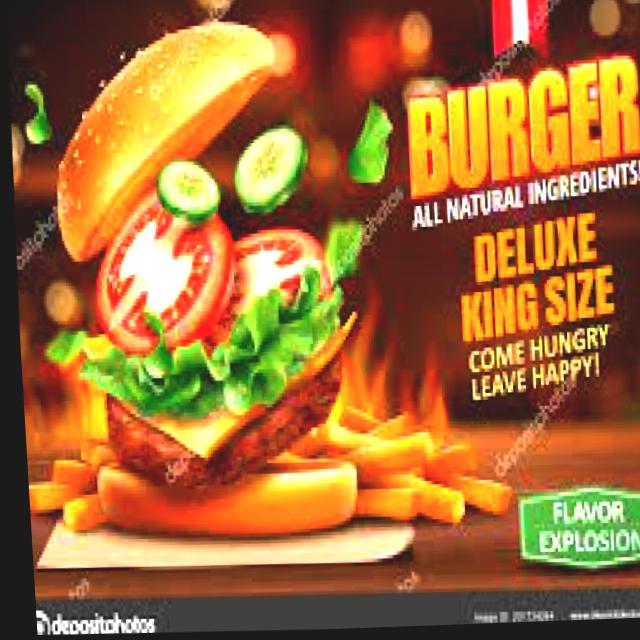 BURGER
ALL NATURAL INGREDIENTS!
DELUXE
KING SIZE
COME HUNGRY
LEAVE HAPPY!
FLAVOR
EXPLOSION
depositphotos